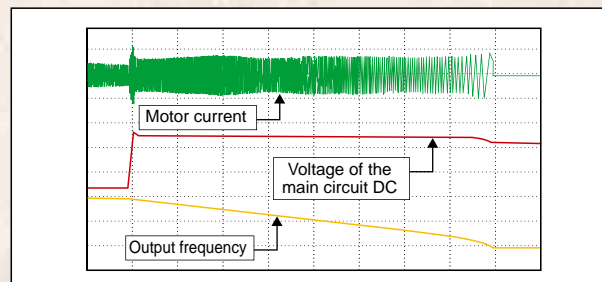 Motor current
Voltage of the
main circuit DC
Output frequency